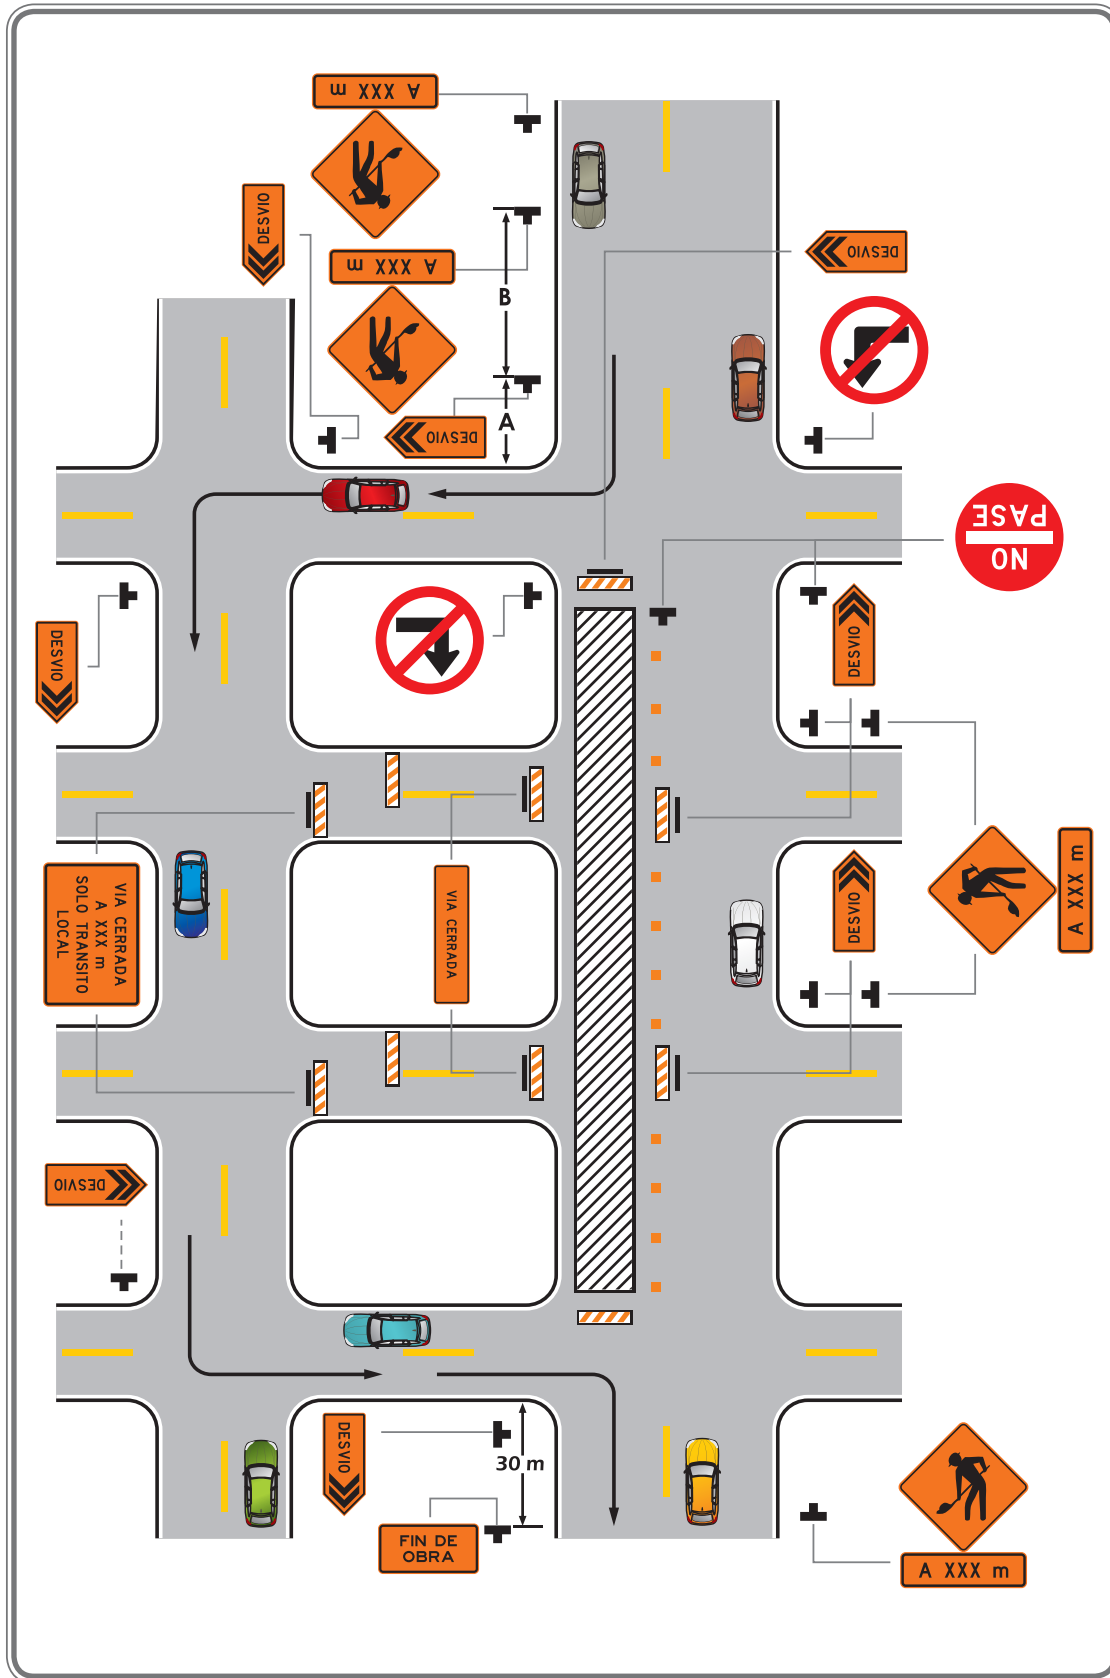 A XXX m
DESVIO
A XXX m
B
DESVIO
A
DESVIO
NO
PASE
DESVIO
DESVIO
VIA CERRADA
A XXX m
SOLO TRANSITO
LOCAL
VIA CERRADA
DESVIO
A XXX m
DESVIO
DESVIO
30 m
FIN DE
OBRA
A XXX m